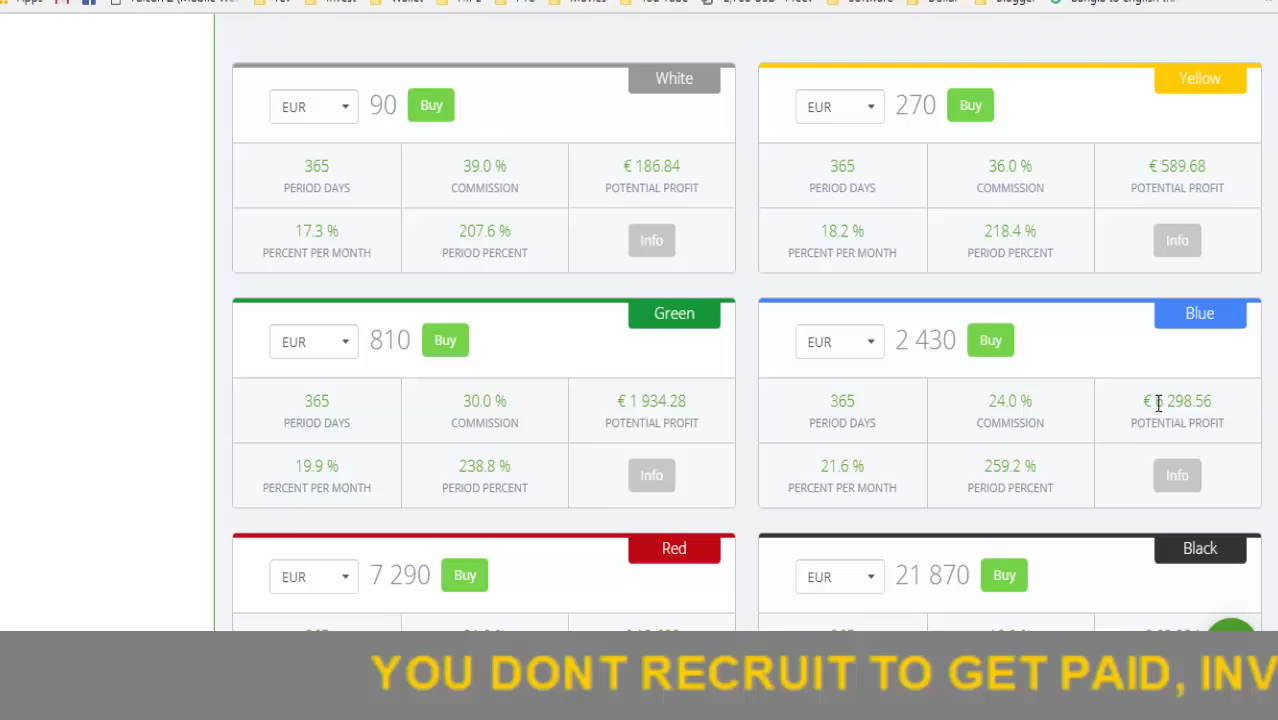 Apps
White
EUR 90 Buy
365 39.0 % € 186.84
PERIOD DAYS COMMISSION POTENTIAL PROFIT
17.3 % 207.6 % Info
PERCENT PER MONTH PERIOD PERCENT
Yellow
EUR 270 Buy
365 36.0 % € 589.68
PERIOD DAYS COMMISSION POTENTIAL PROFIT
18.2 % 218.4 % Info
PERCENT PER MONTH PERIOD PERCENT
Green
EUR 810 Buy
365 30.0 % € 1 934.28
PERIOD DAYS COMMISSION POTENTIAL PROFIT
19.9 % 238.8 % Info
PERCENT PER MONTH PERIOD PERCENT
Blue
EUR 2 430 Buy
365 24.0 % € 6 298.56
PERIOD DAYS COMMISSION POTENTIAL PROFIT
21.6 % 259.2 % Info
PERCENT PER MONTH PERIOD PERCENT
Red
EUR 7 290 Buy
Black
EUR 21 870 Buy
YOU DONT RECRUIT TO GET PAID, INV